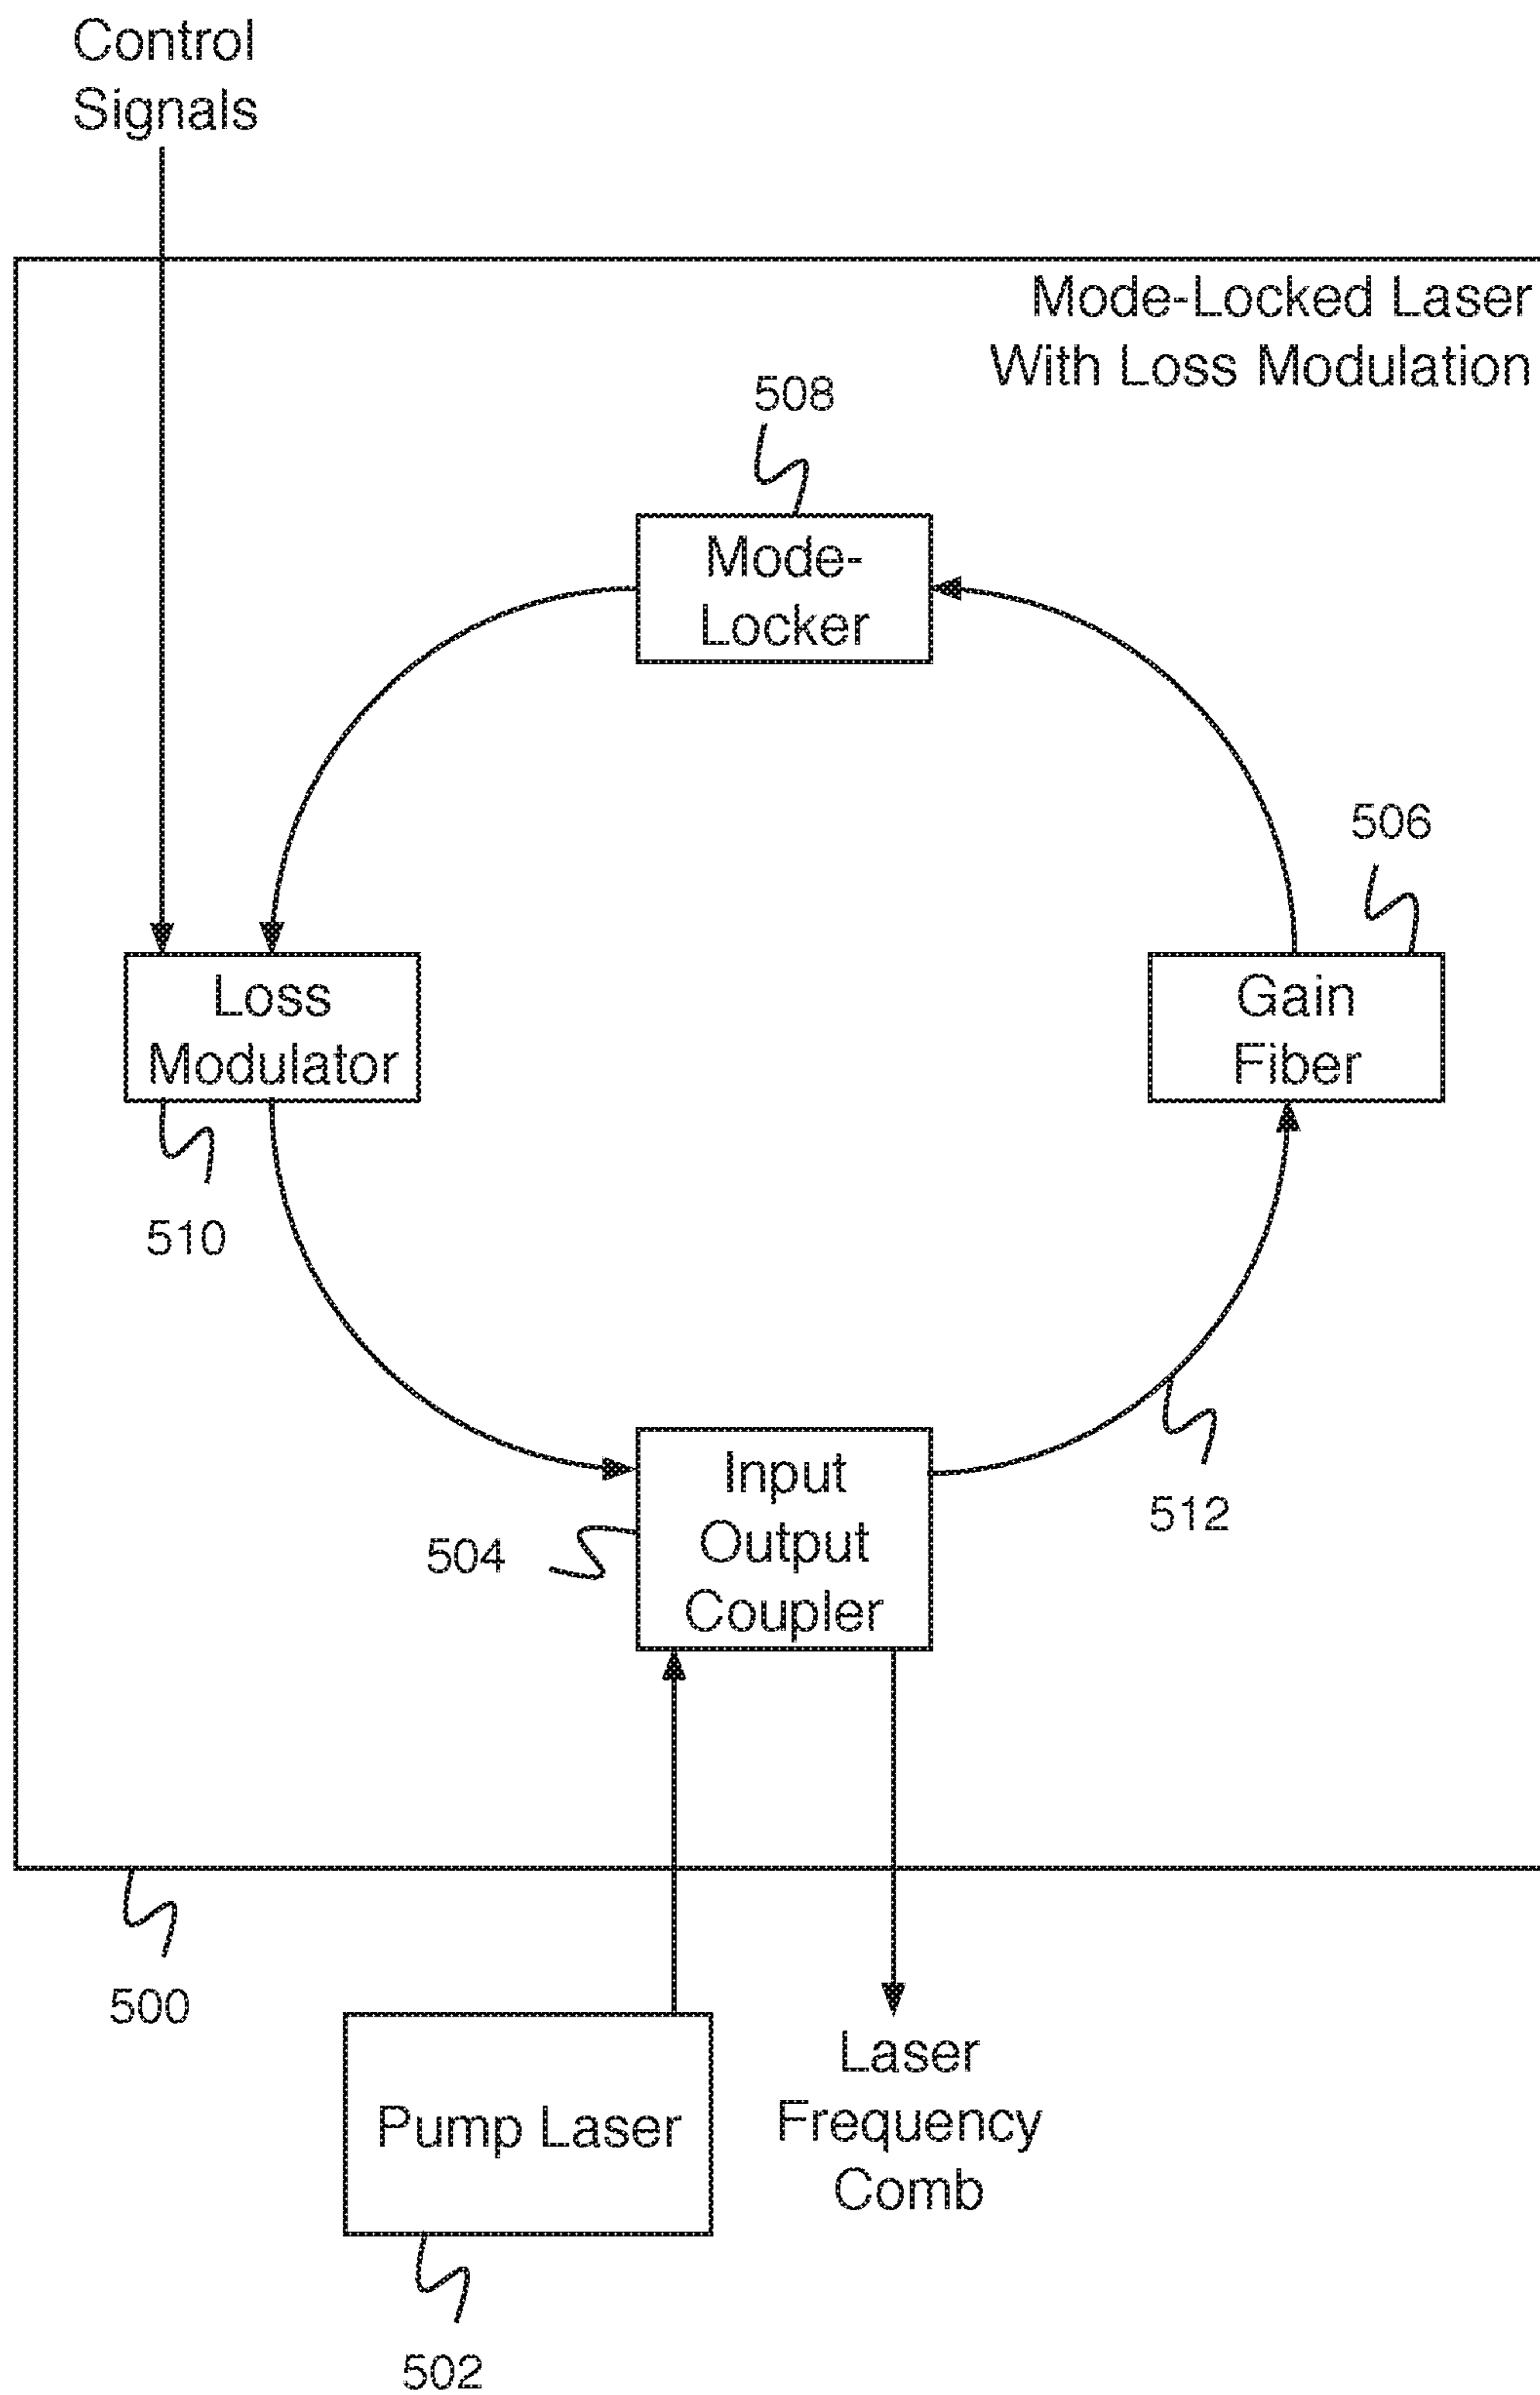 Control
Signals
Mode-Locked Laser
With Loss Modulation
508
Mode-
Locker
506
Loss
Modulator
Gain
Fiber
510
Input
Output
Coupler
504
512
500
Pump Laser
Laser
Frequency
Comb
502